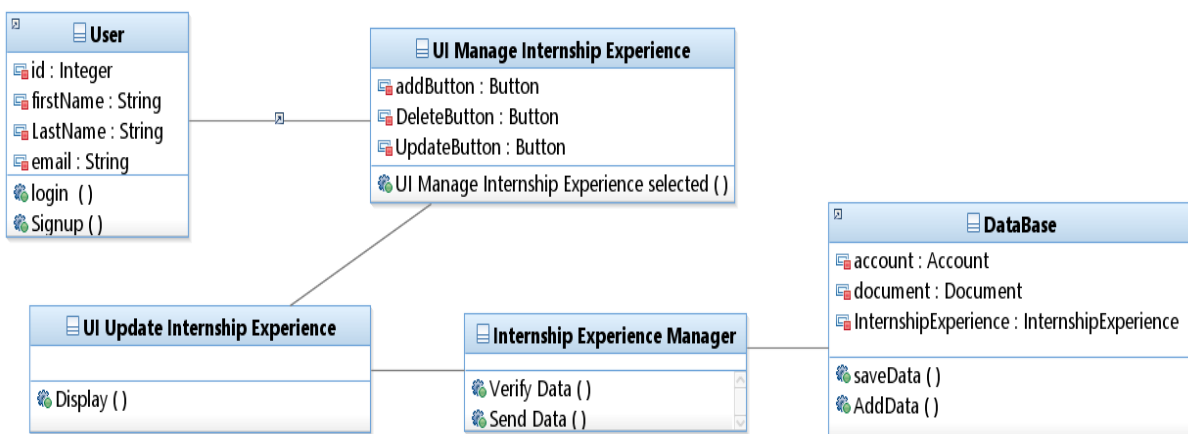 User
id : Integer
firstName : String
LastName : String
email : String
login ()
Signup ()
UI Manage Internship Experience
addButton : Button
DeleteButton : Button
UpdateButton : Button
UI Manage Internship Experience selected ()
UI Update Internship Experience
Display ()
Internship Experience Manager
Verify Data ()
Send Data ()
DataBase
account : Account
document : Document
InternshipExperience : InternshipExperience
saveData ()
AddData ()